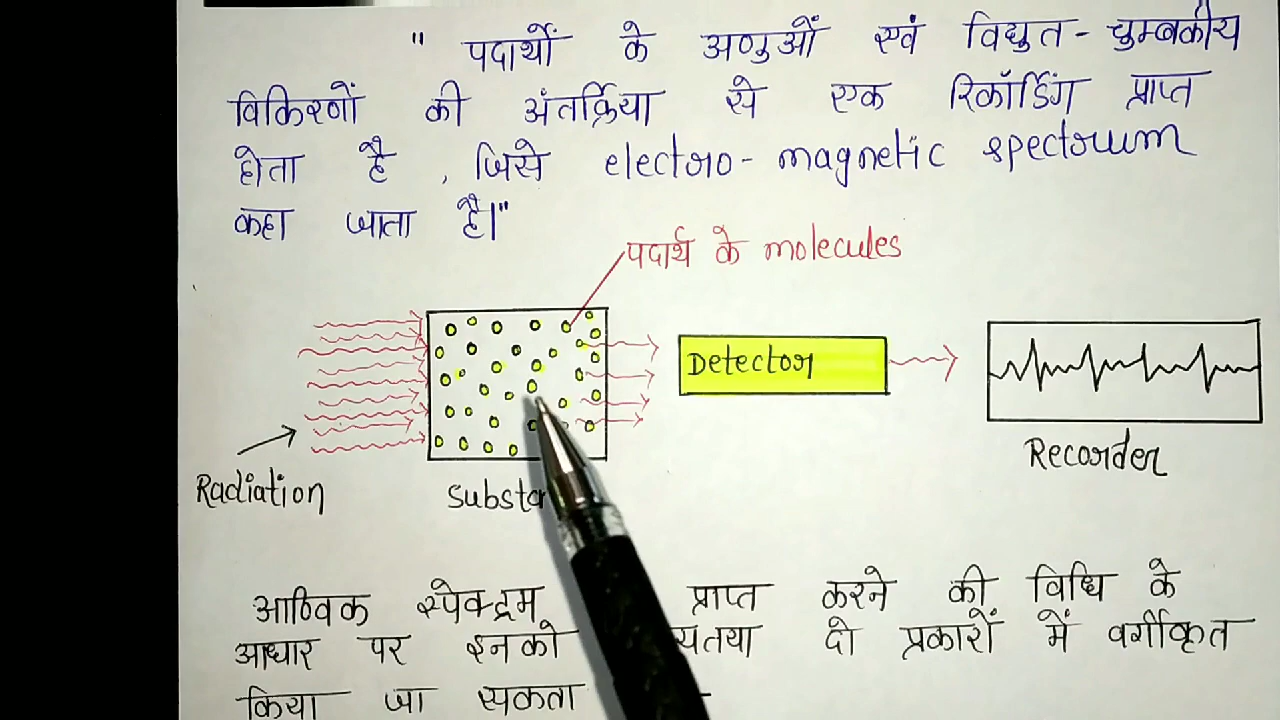 " पदार्थों के अणुओं एवं विद्युत - चुम्बकीय
विकिरणों की अंतर्क्रिया से एक रिकॉर्डिंग प्राप्त
होता है , जिसे electro - magnetic spectrum
कहा जाता है।"
पदार्थ के molecules
Detector
Recorder
Radiation
आण्विक स्पेक्ट्रम प्राप्त करने की विधि के
आधार पर इनको दो प्रकारों में वर्गीकृत
किया जा सकता